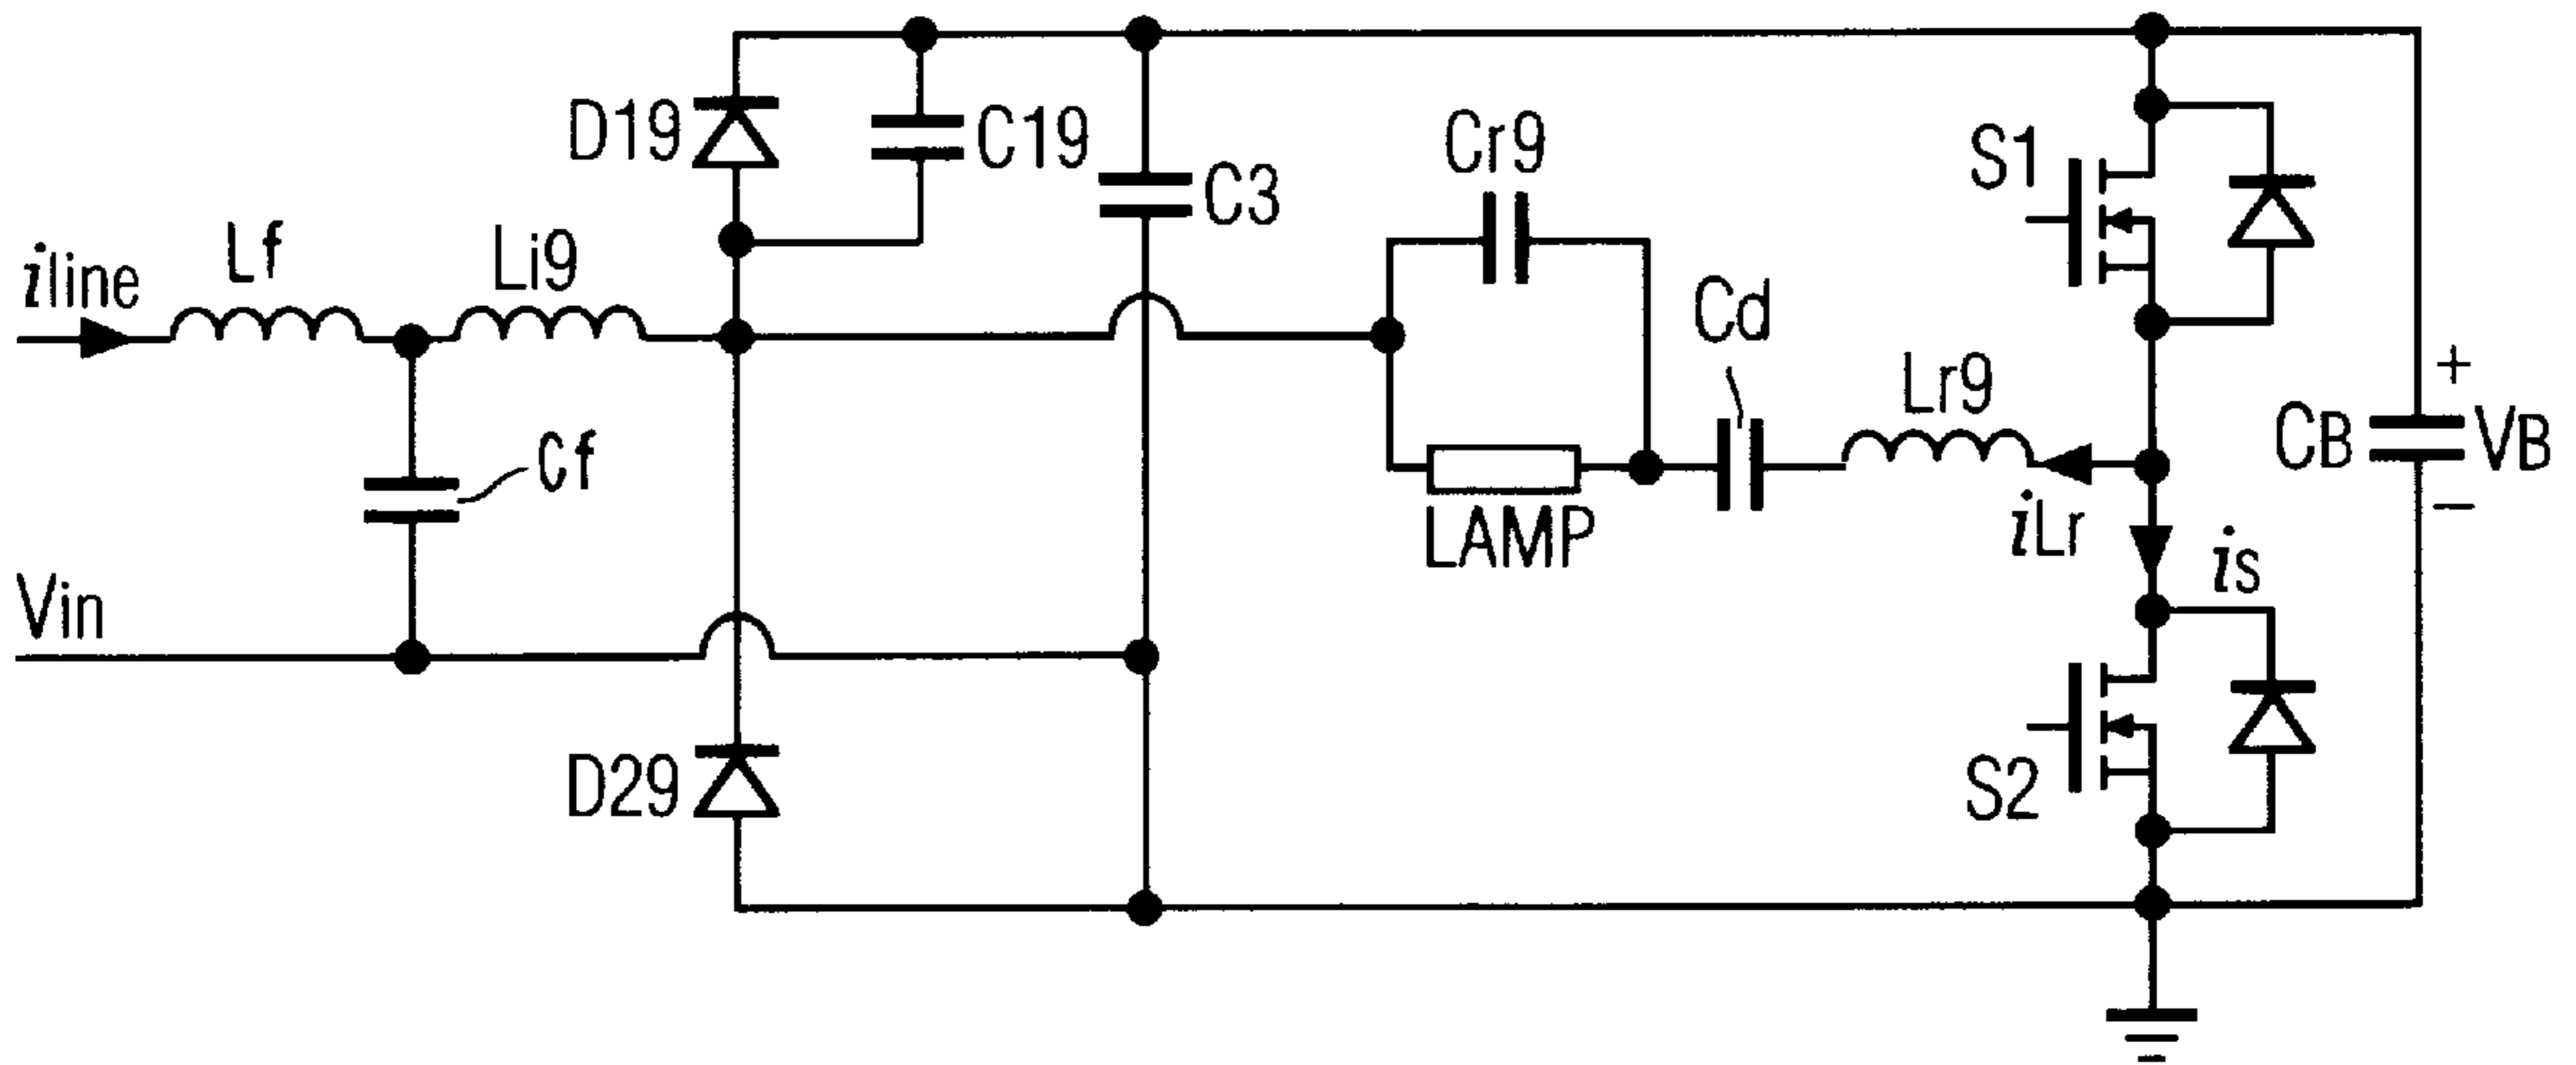 D19
C19
C3
Cr9
S1
iline
Lf
Li9
Cd
Lr9
+
CB
VB
−
Cf
LAMP
iLr
is
Vin
D29
S2